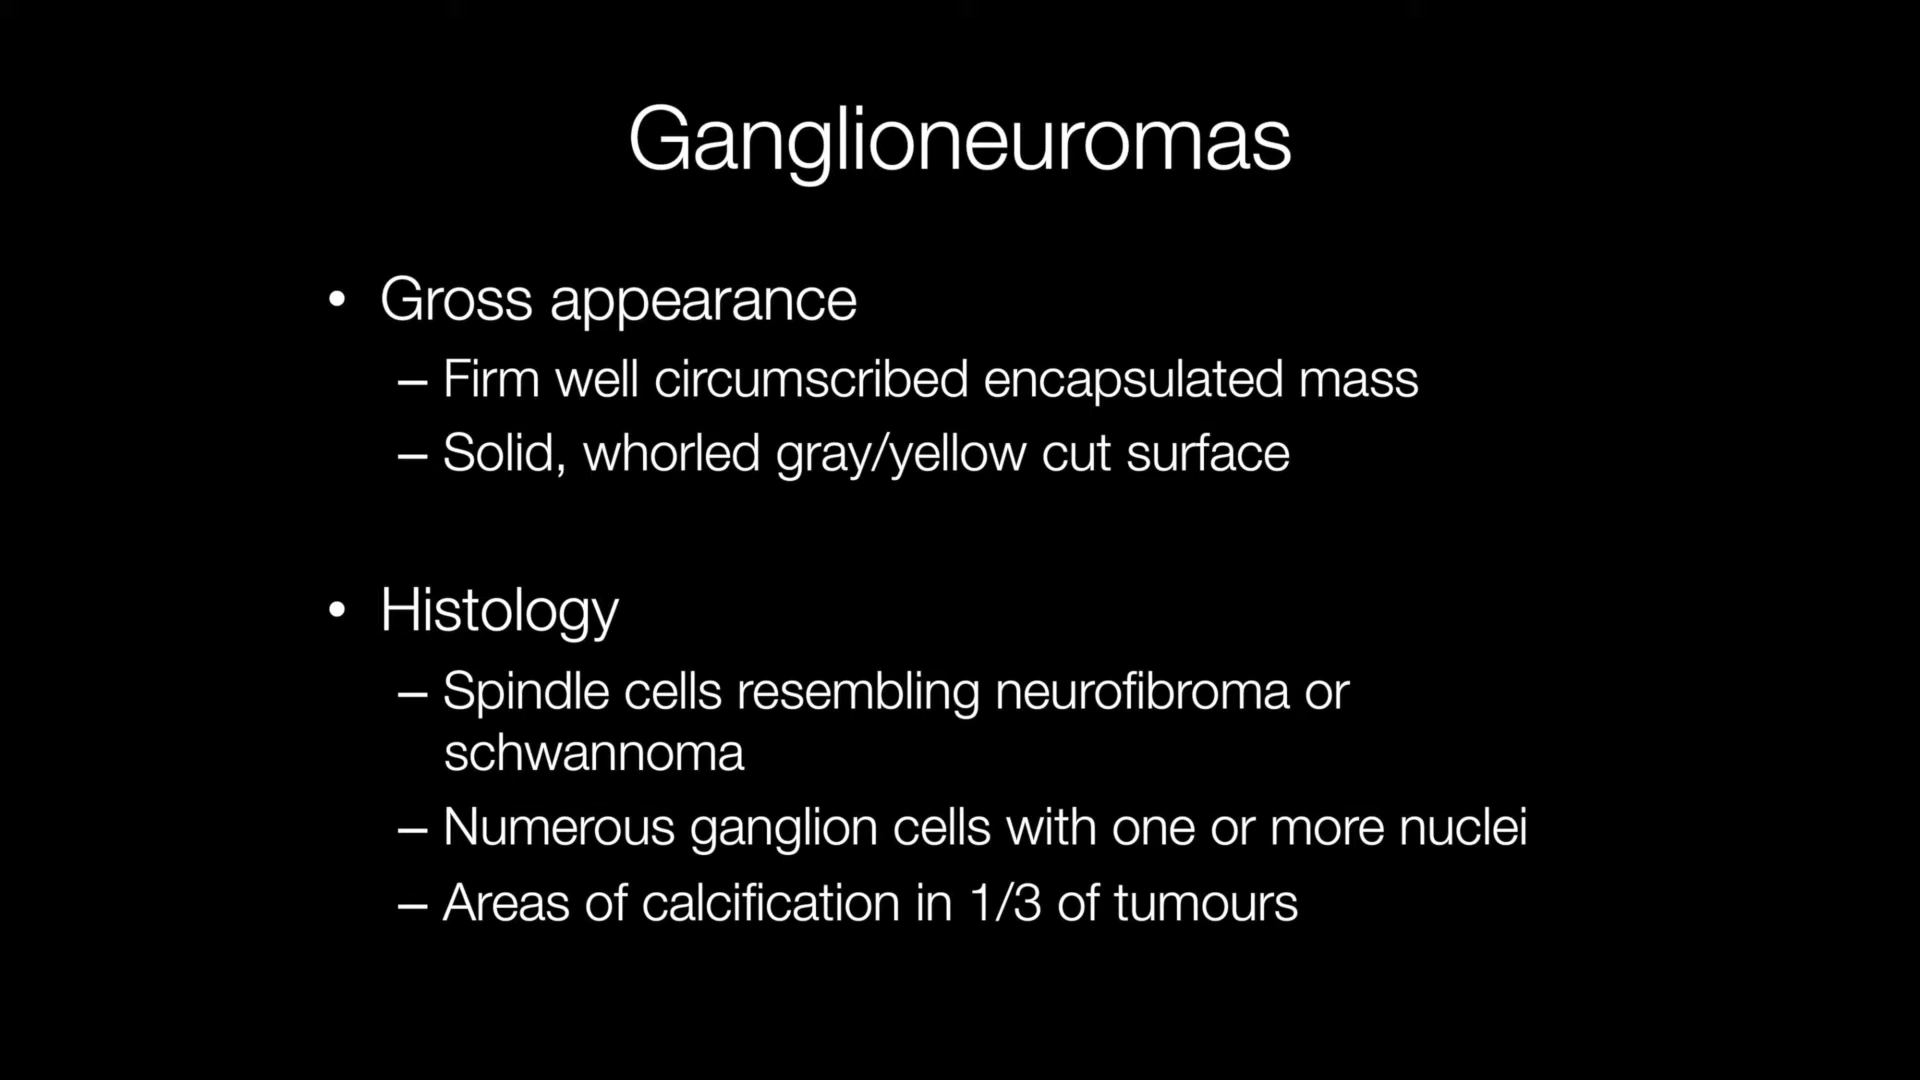 Ganglioneuromas
• Gross appearance
– Firm well circumscribed encapsulated mass
– Solid, whorled gray/yellow cut surface
• Histology
– Spindle cells resembling neurofibroma or
schwannoma
– Numerous ganglion cells with one or more nuclei
– Areas of calcification in 1/3 of tumours